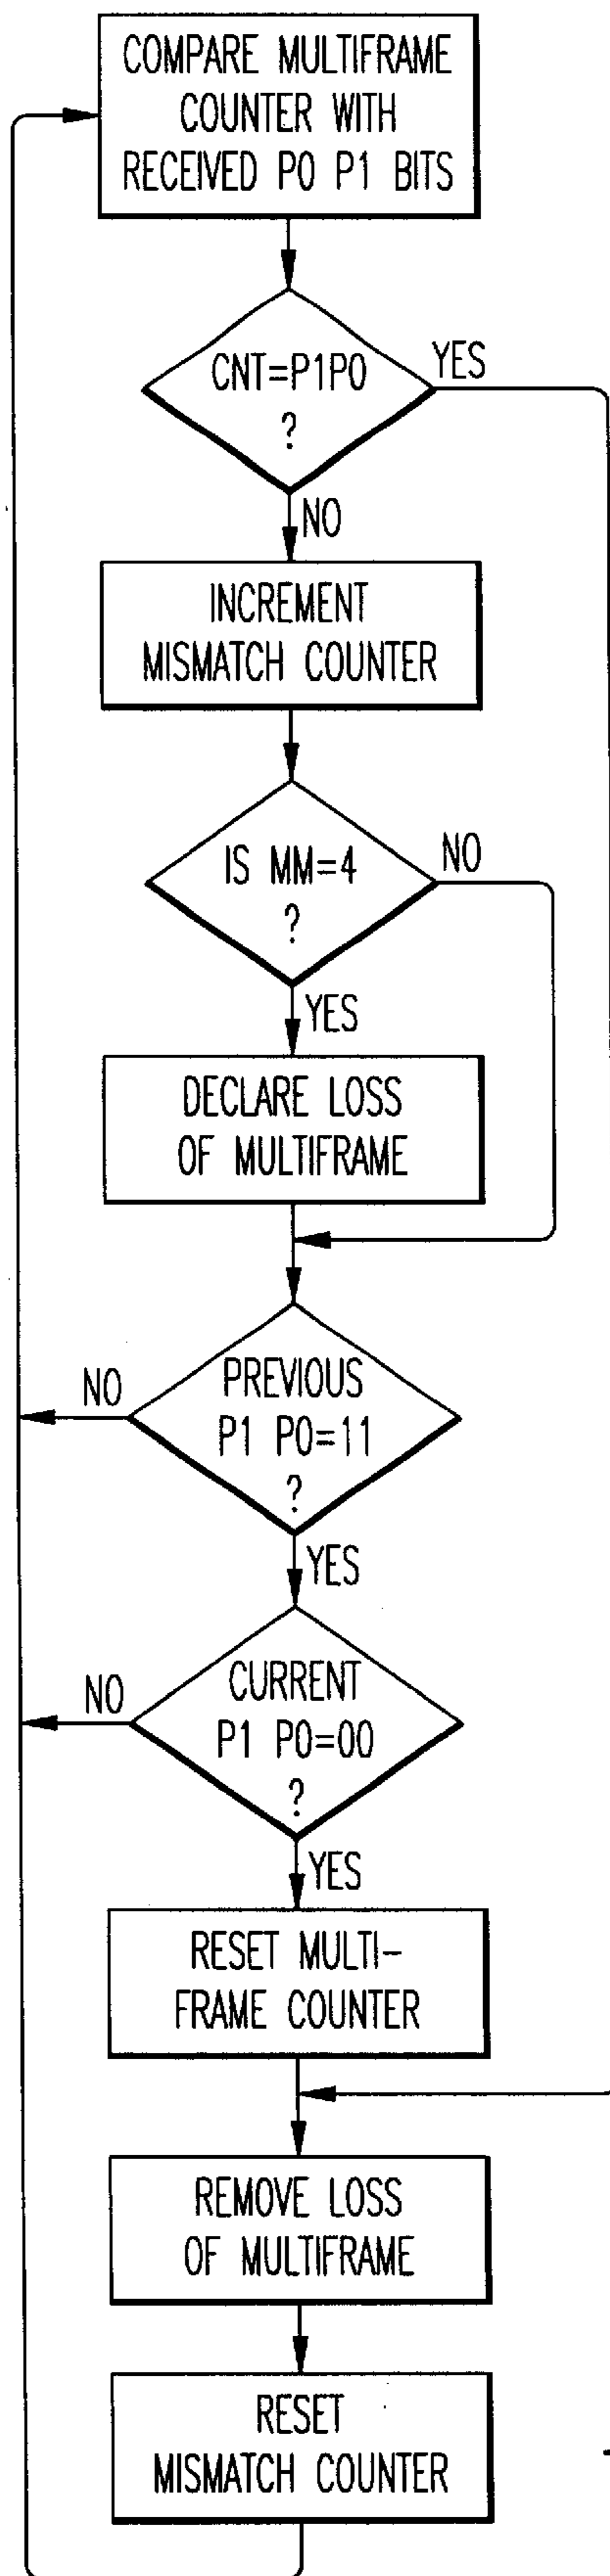 COMPARE MULTIFRAME
COUNTER WITH
RECEIVED P0 P1 BITS
CNT=P1P0
?
YES
NO
INCREMENT
MISMATCH COUNTER
IS MM=4
?
NO
YES
DECLARE LOSS
OF MULTIFRAME
PREVIOUS
P1 P0=11
?
NO
YES
CURRENT
P1 P0=00
?
NO
YES
RESET MULTI-
FRAME COUNTER
REMOVE LOSS
OF MULTIFRAME
RESET
MISMATCH COUNTER